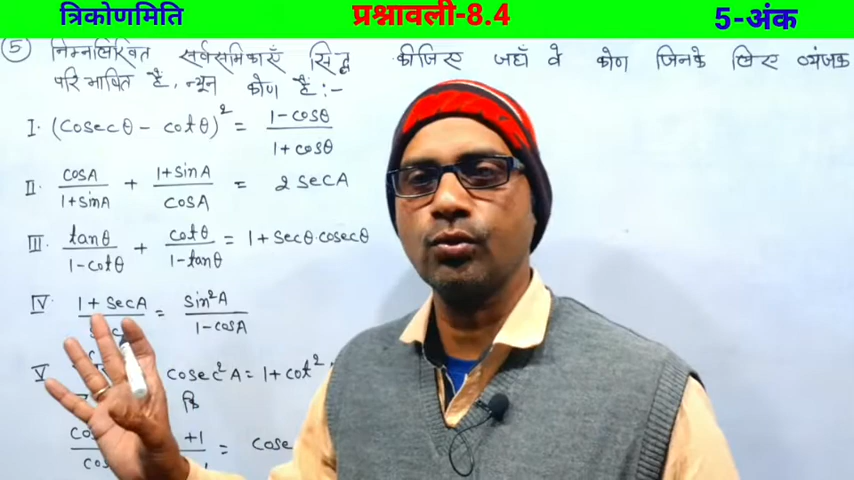 त्रिकोणमिति प्रश्नावली-8.4 5-अंक
⑤ निम्नलिखित सर्वसमिकाएँ सिद्ध कीजिए जहाँ वे कोण जिनके लिए व्यंजक
परिभाषित है, न्यून कोण है :-
I. (cosecθ - cotθ)² = (1-cosθ)/(1+cosθ)
II. cosA/(1+sinA) + (1+sinA)/cosA = 2 secA
III. tanθ/(1-cotθ) + cotθ/(1-tanθ) = 1+secθ.cosecθ
IV. 1+secA = sin²A/(1-cosA)
V cosec²A = 1+cot²
कि
+1 =